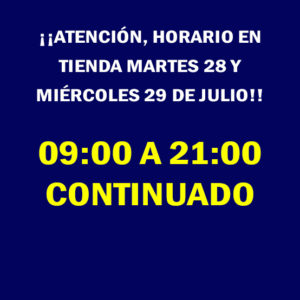 ¡¡ATENCIÓN, HORARIO EN
TIENDA MARTES 28 Y
MIÉRCOLES 29 DE JULIO!!
09:00 A 21:00
CONTINUADO